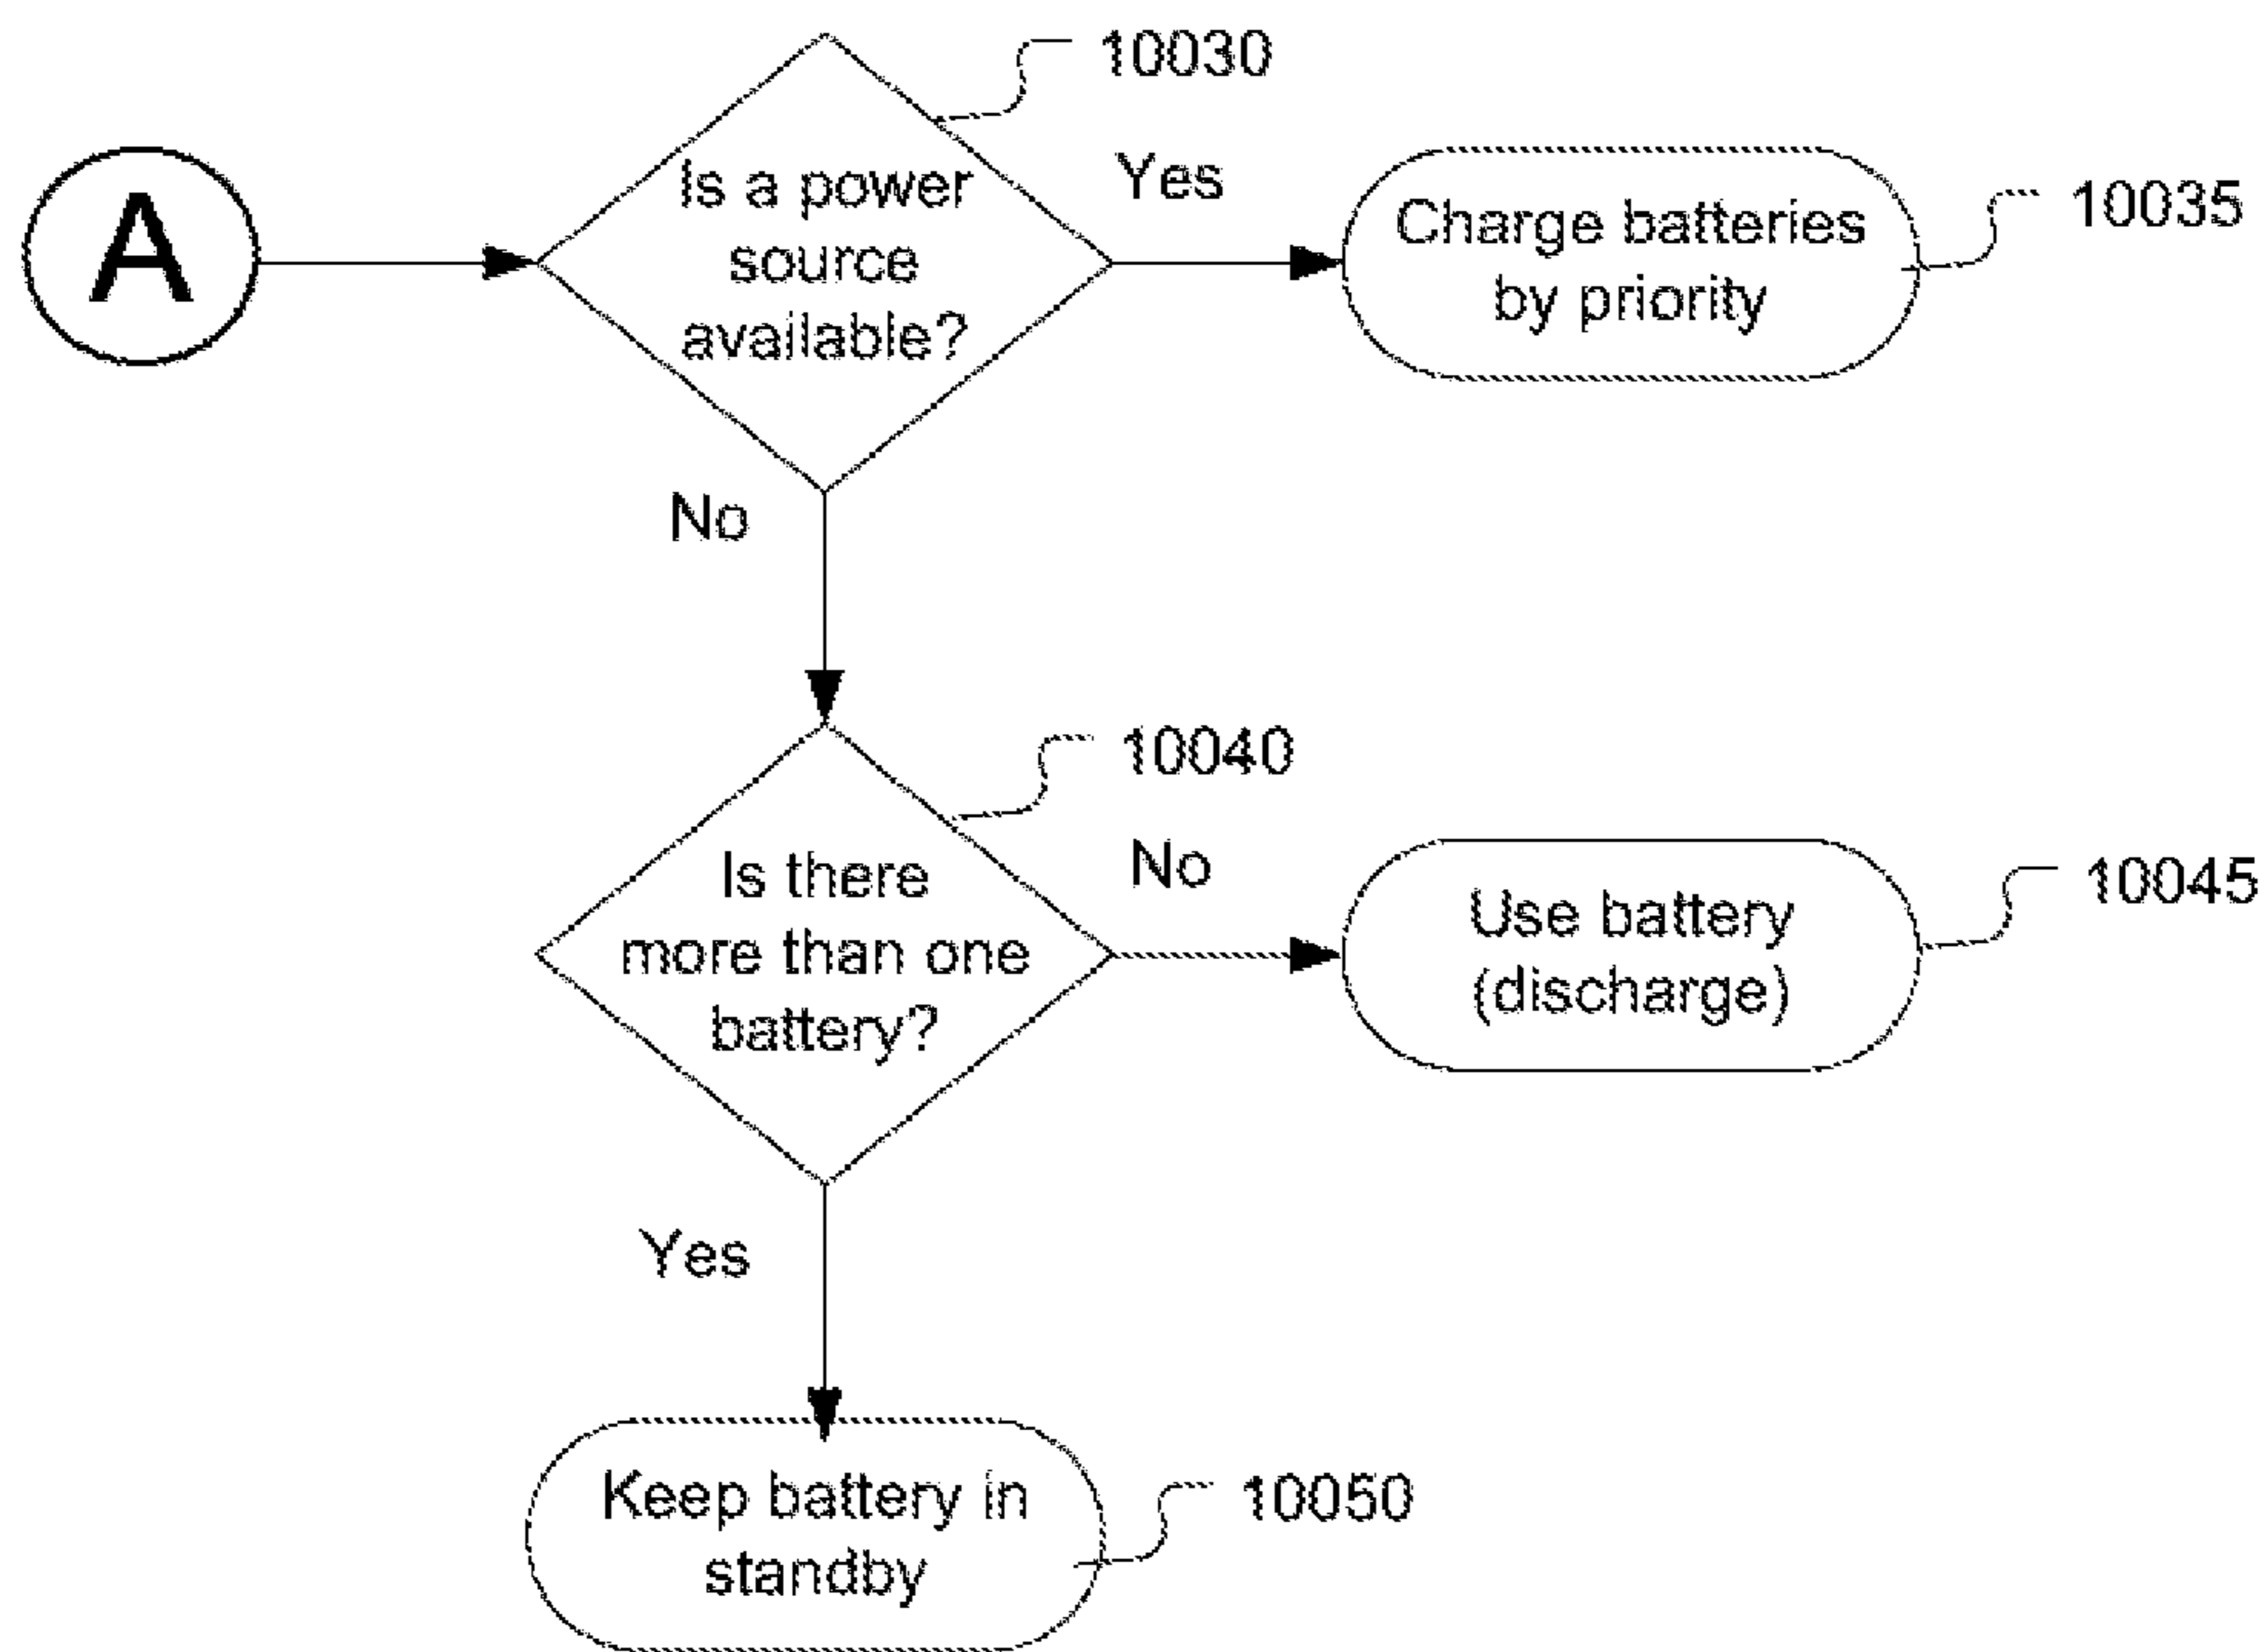 10030
A
Is a power
source
available?
Yes
Charge batteries
by priority
10035
No
10040
Is there
more than one
battery?
No
Use battery
(discharge)
10045
Yes
Keep battery in
standby
10050